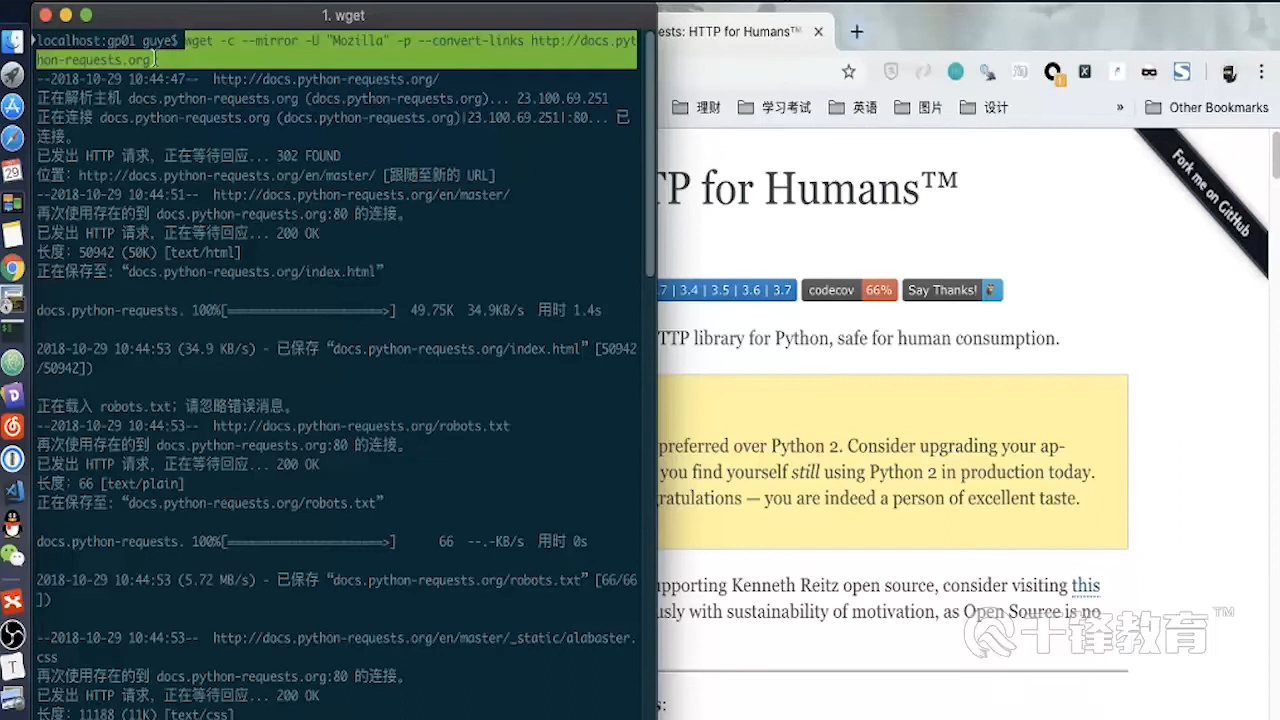 1. wget
localhost:gp01 guye$ wget -c --mirror -U "Mozilla" -p --convert-links http://docs.pyt
hon-requests.org
--2018-10-29 10:44:47-- http://docs.python-requests.org/
正在解析主机 docs.python-requests.org (docs.python-requests.org)... 23.100.69.251
正在连接 docs.python-requests.org (docs.python-requests.org)|23.100.69.251|:80... 已
连接。
已发出 HTTP 请求，正在等待回应... 302 FOUND
位置：http://docs.python-requests.org/en/master/ [跟随至新的 URL]
--2018-10-29 10:44:51-- http://docs.python-requests.org/en/master/
再次使用存在的到 docs.python-requests.org:80 的连接。
已发出 HTTP 请求，正在等待回应... 200 OK
长度：50942 (50K) [text/html]
正在保存至: “docs.python-requests.org/index.html”
docs.python-requests. 100%[======================>] 49.75K 34.9KB/s 用时 1.4s
2018-10-29 10:44:53 (34.9 KB/s) - 已保存 “docs.python-requests.org/index.html” [50942
/50942])
正在载入 robots.txt；请忽略错误消息。
--2018-10-29 10:44:53-- http://docs.python-requests.org/robots.txt
再次使用存在的到 docs.python-requests.org:80 的连接。
已发出 HTTP 请求，正在等待回应... 200 OK
长度：66 [text/plain]
正在保存至: “docs.python-requests.org/robots.txt”
docs.python-requests. 100%[======================>] 66 --.-KB/s 用时 0s
2018-10-29 10:44:53 (5.72 MB/s) - 已保存 “docs.python-requests.org/robots.txt” [66/66
])
--2018-10-29 10:44:53-- http://docs.python-requests.org/en/master/_static/alabaster.
css
再次使用存在的到 docs.python-requests.org:80 的连接。
已发出 HTTP 请求，正在等待回应... 200 OK
长度：11188 (11K) [text/css]
ests: HTTP for Humans™
理财 学习考试 英语 图片 设计 » Other Bookmarks
Fork me on GitHub
TP for Humans™
.7 | 3.4 | 3.5 | 3.6 | 3.7 codecov 66% Say Thanks!
TTP library for Python, safe for human consumption.
preferred over Python 2. Consider upgrading your ap-
you find yourself still using Python 2 in production today.
ratulations — you are indeed a person of excellent taste.
upporting Kenneth Reitz open source, consider visiting this
usly with sustainability of motivation, as Open Source is no
千锋教育™
s: